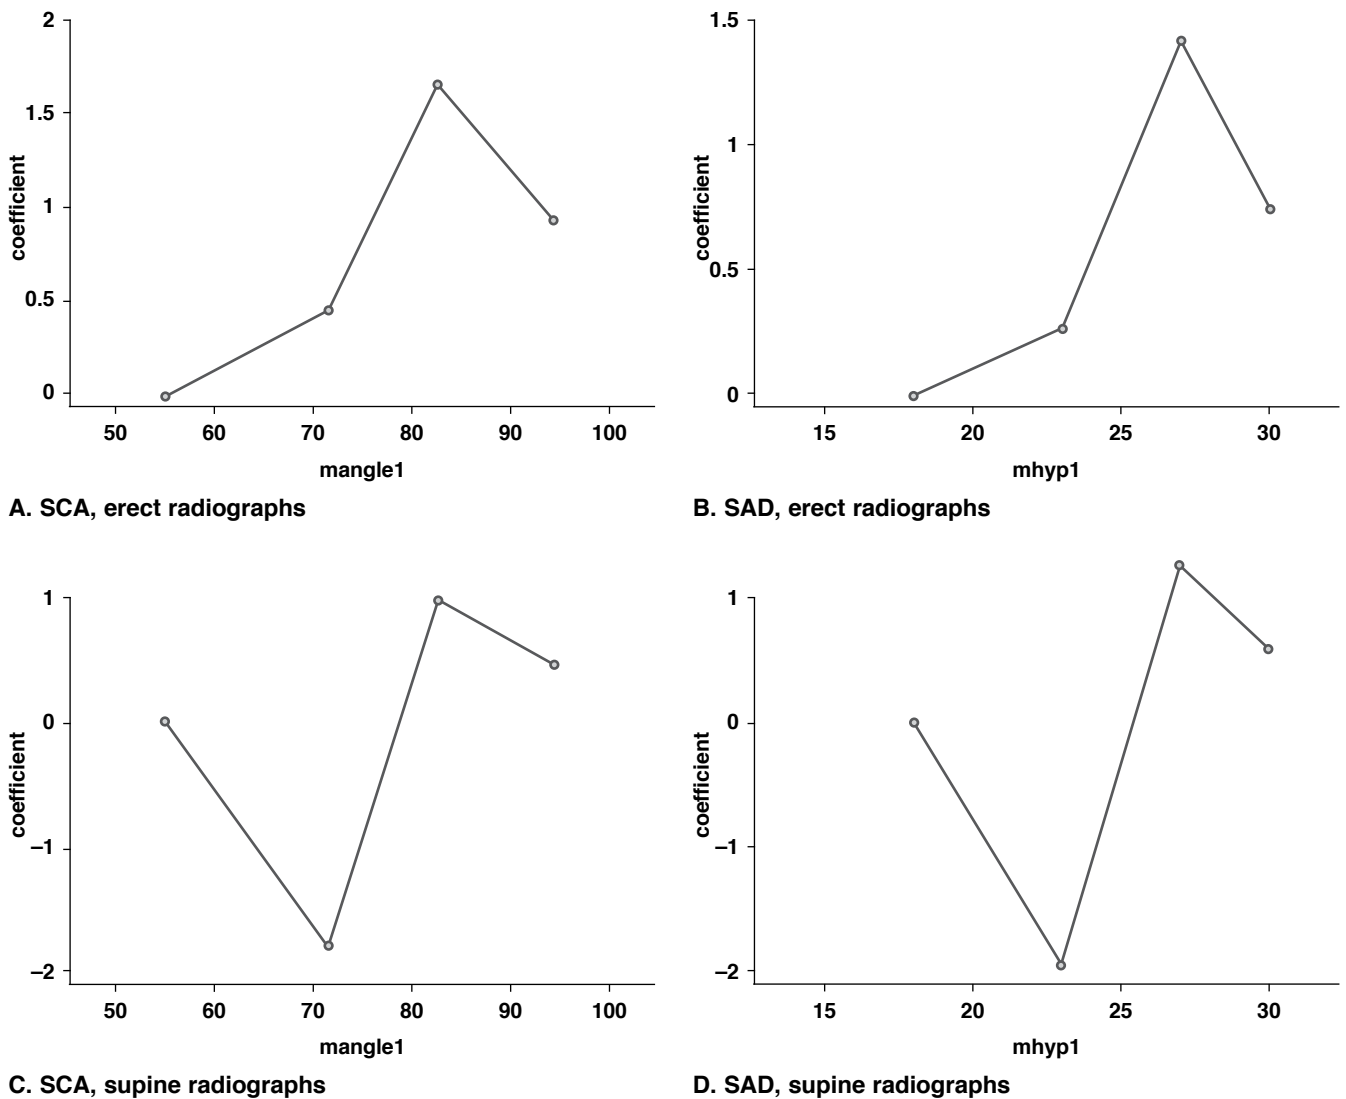 2
1.5
1
0.5
0
coefficient
50 60 70 80 90 100
mangle1
A. SCA, erect radiographs
1.5
1
0.5
0
coefficient
15 20 25 30
mhyp1
B. SAD, erect radiographs
1
0
−1
−2
coefficient
50 60 70 80 90 100
mangle1
C. SCA, supine radiographs
1
0
−1
−2
coefficient
15 20 25 30
mhyp1
D. SAD, supine radiographs